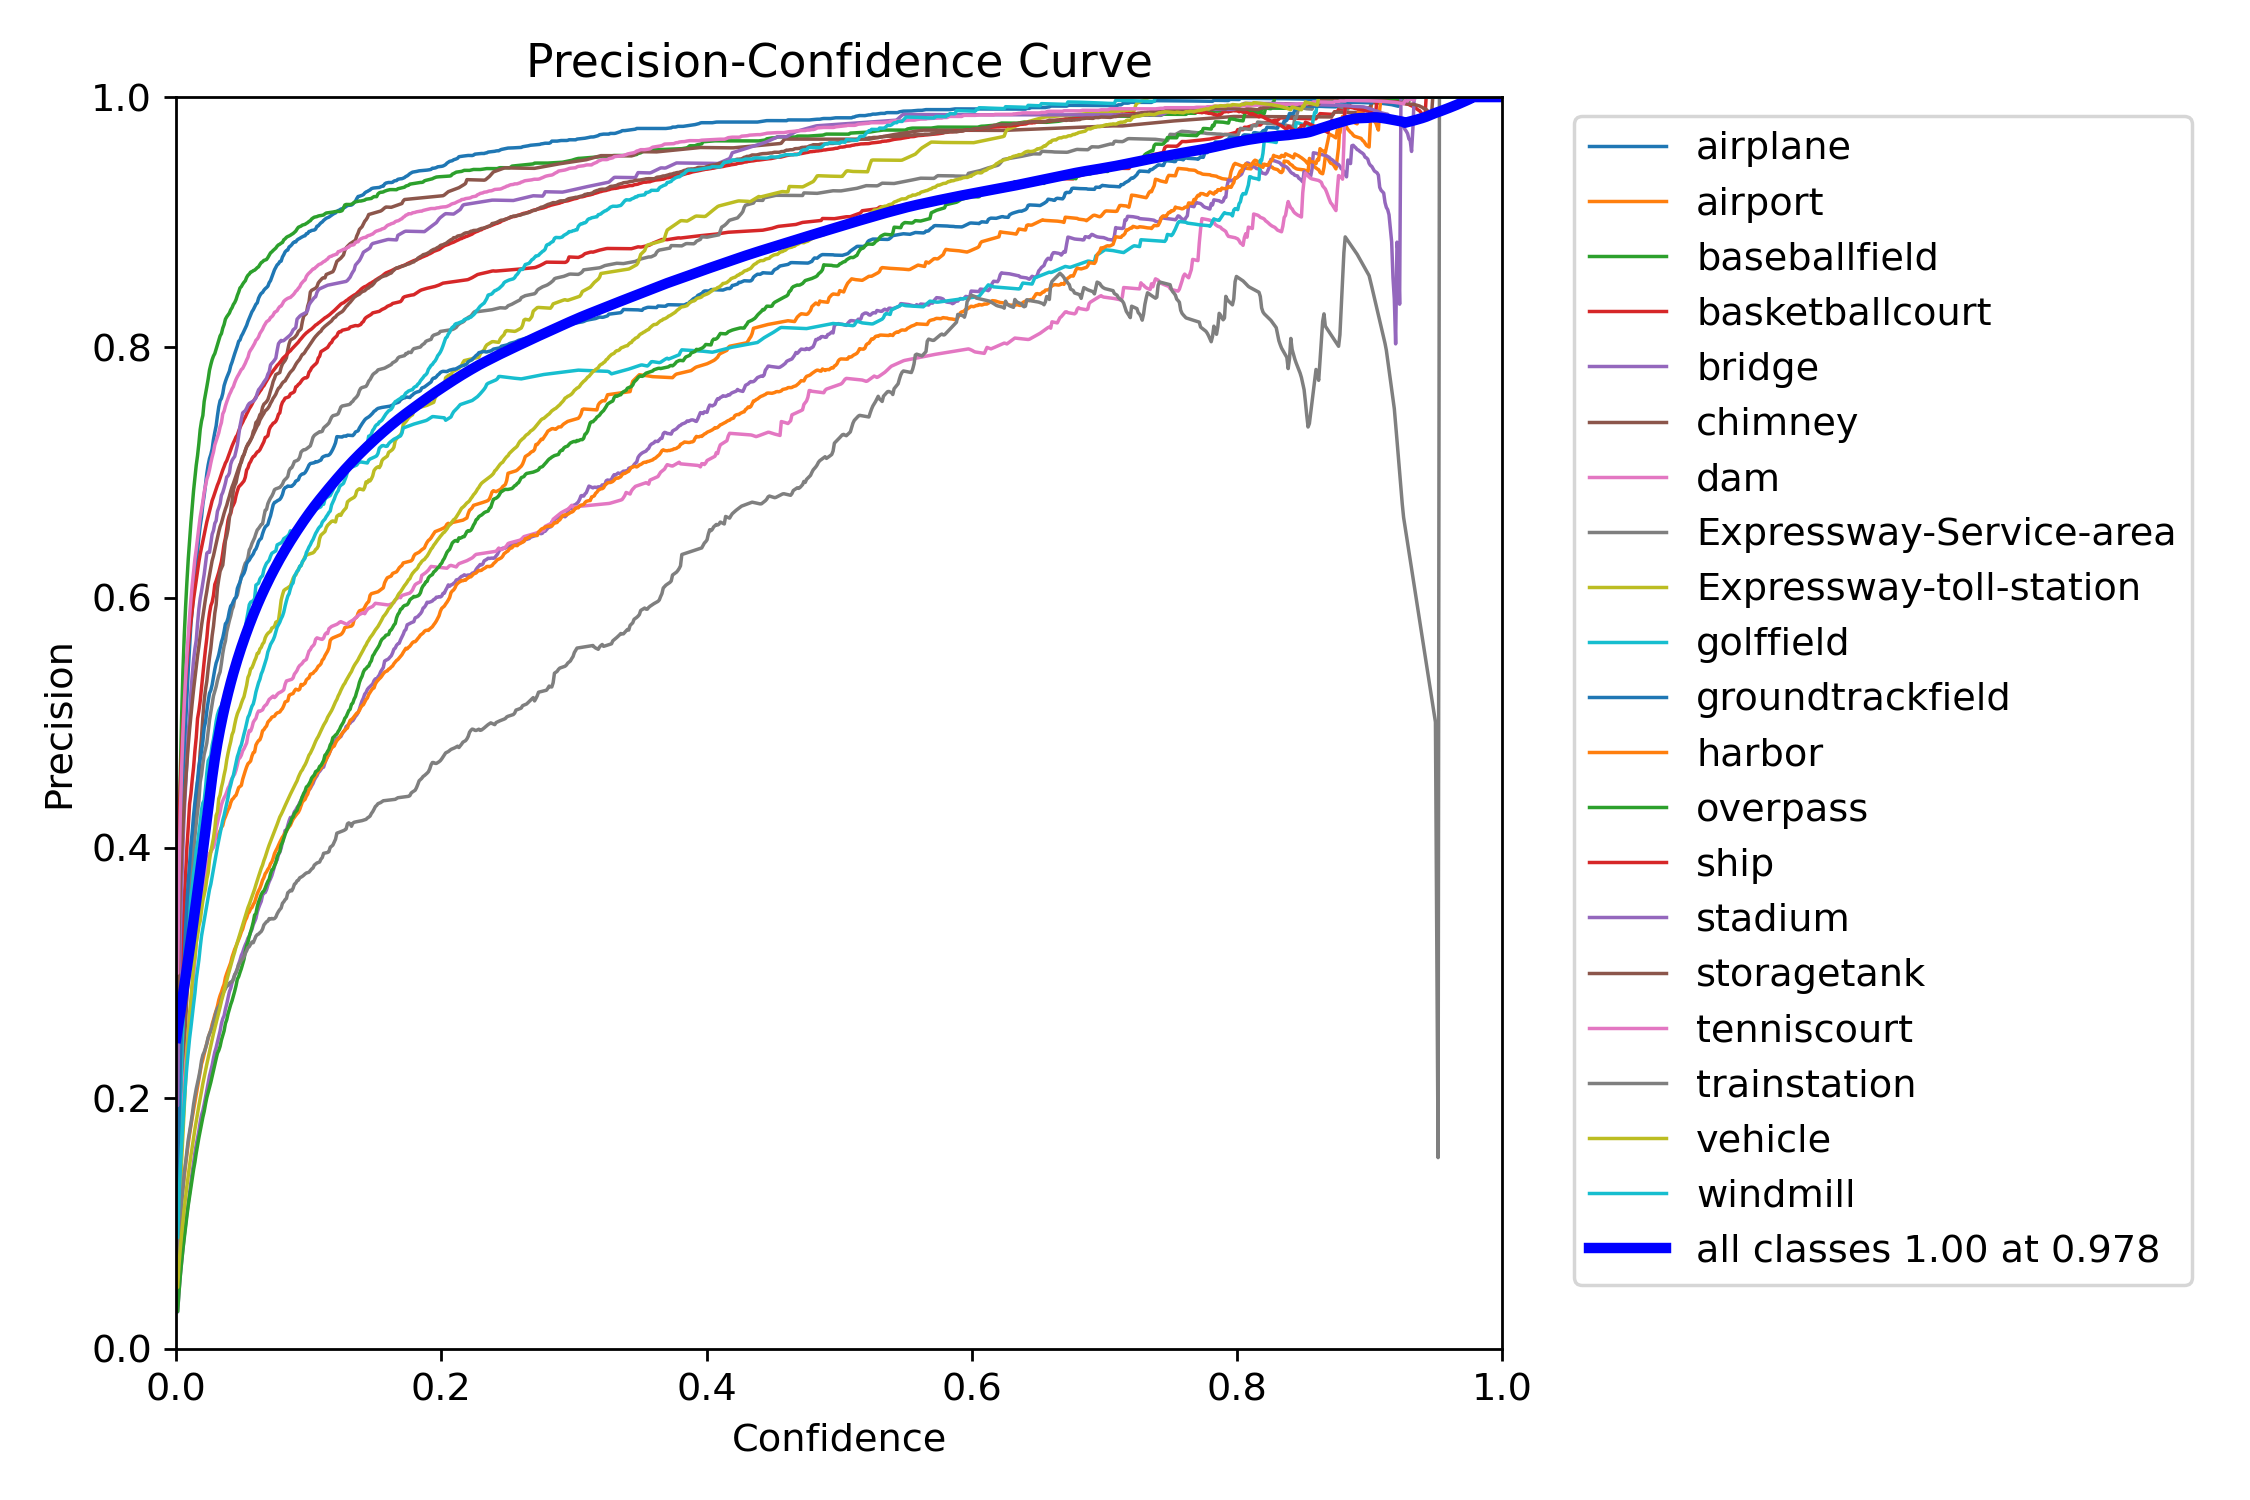 Precision-Confidence Curve
1.0
0.8
0.6
0.4
0.2
0.0
Precision
0.0 0.2 0.4 0.6 0.8 1.0
Confidence
airplane
airport
baseballfield
basketballcourt
bridge
chimney
dam
Expressway-Service-area
Expressway-toll-station
golffield
groundtrackfield
harbor
overpass
ship
stadium
storagetank
tenniscourt
trainstation
vehicle
windmill
all classes 1.00 at 0.978